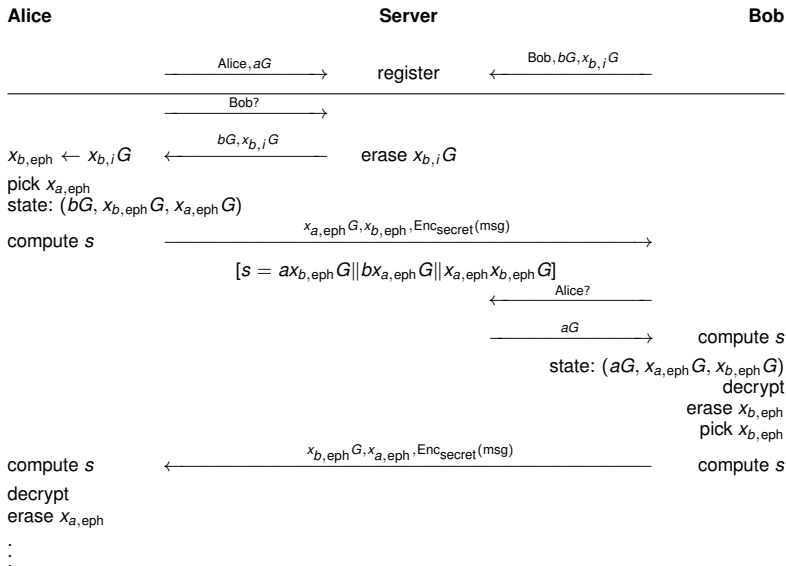 Alice Server Bob
Alice, aG register Bob, bG, x_{b,i}G
Bob?
x_{b,eph} ← x_{b,i}G bG, x_{b,i}G erase x_{b,i}G
pick x_{a,eph}
state: (bG, x_{b,eph}G, x_{a,eph}G)
compute s x_{a,eph}G, x_{b,eph}, Enc_{secret}(msg)
[s = ax_{b,eph}G∥bx_{a,eph}G∥x_{a,eph}x_{b,eph}G]
Alice?
aG compute s
state: (aG, x_{a,eph}G, x_{b,eph}G)
decrypt
erase x_{b,eph}
pick x_{b,eph}
compute s x_{b,eph}G, x_{a,eph}, Enc_{secret}(msg) compute s
decrypt
erase x_{a,eph}
⋮